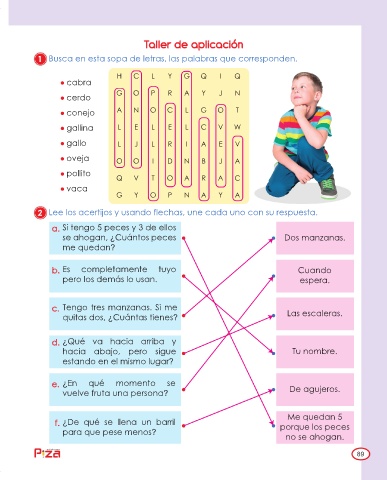 Taller de aplicación
1 Busca en esta sopa de letras, las palabras que corresponden.
• cabra
• cerdo
• conejo
• gallina
• gallo
• oveja
• pollito
• vaca
H C L Y G Q I Q
G O P R A Y J N
A N O C L G O T
L E L E L C V W
L J L R I A E V
O O I D N B J A
Q V T O A R A C
G Y O P N A Y A
2 Lee los acertijos y usando flechas, une cada uno con su respuesta.
a. Si tengo 5 peces y 3 de ellos
se ahogan, ¿Cuántos peces
me quedan?
Dos manzanas.
b. Es completamente tuyo
pero los demás lo usan.
Cuando
espera.
c. Tengo tres manzanas. Si me
quitas dos, ¿Cuántas tienes?
Las escaleras.
d. ¿Qué va hacia arriba y
hacia abajo, pero sigue
estando en el mismo lugar?
Tu nombre.
e. ¿En qué momento se
vuelve fruta una persona?
De agujeros.
f. ¿De qué se llena un barril
para que pese menos?
Me quedan 5
porque los peces
no se ahogan.